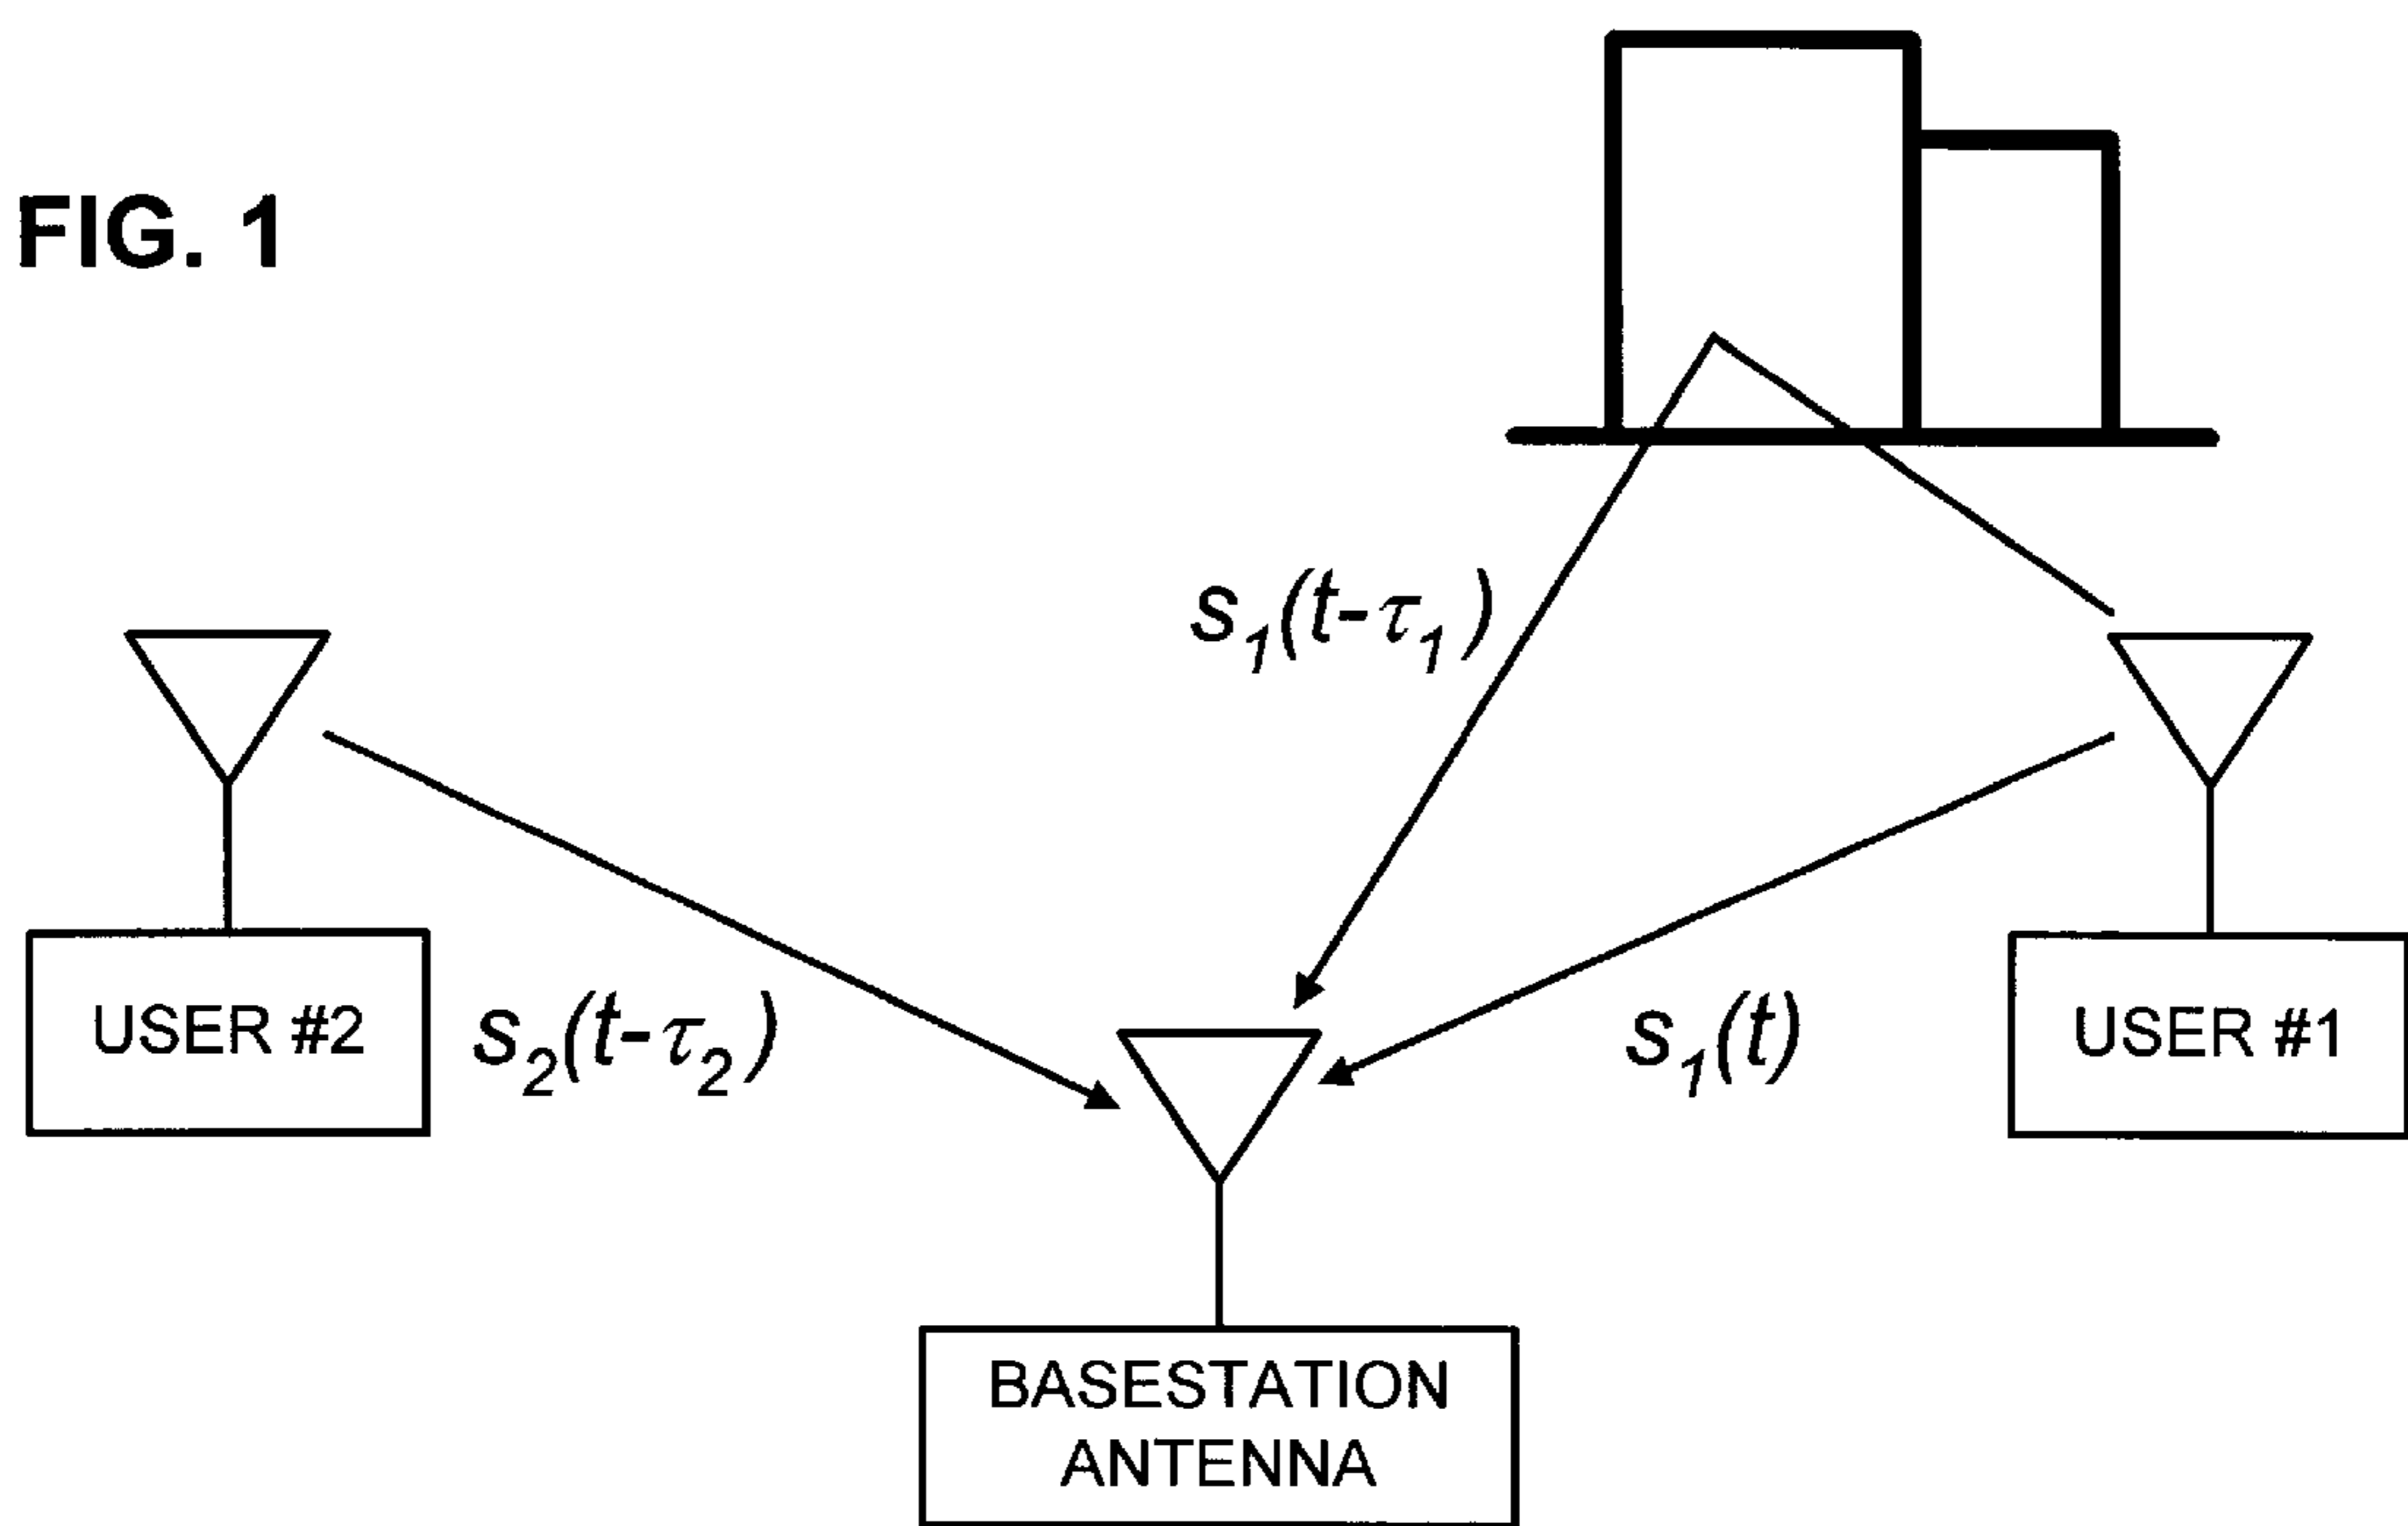 FIG. 1
s₁(t-τ₁)
USER #2
s₂(t-τ₂)
s₁(t)
USER #1
BASESTATION
ANTENNA